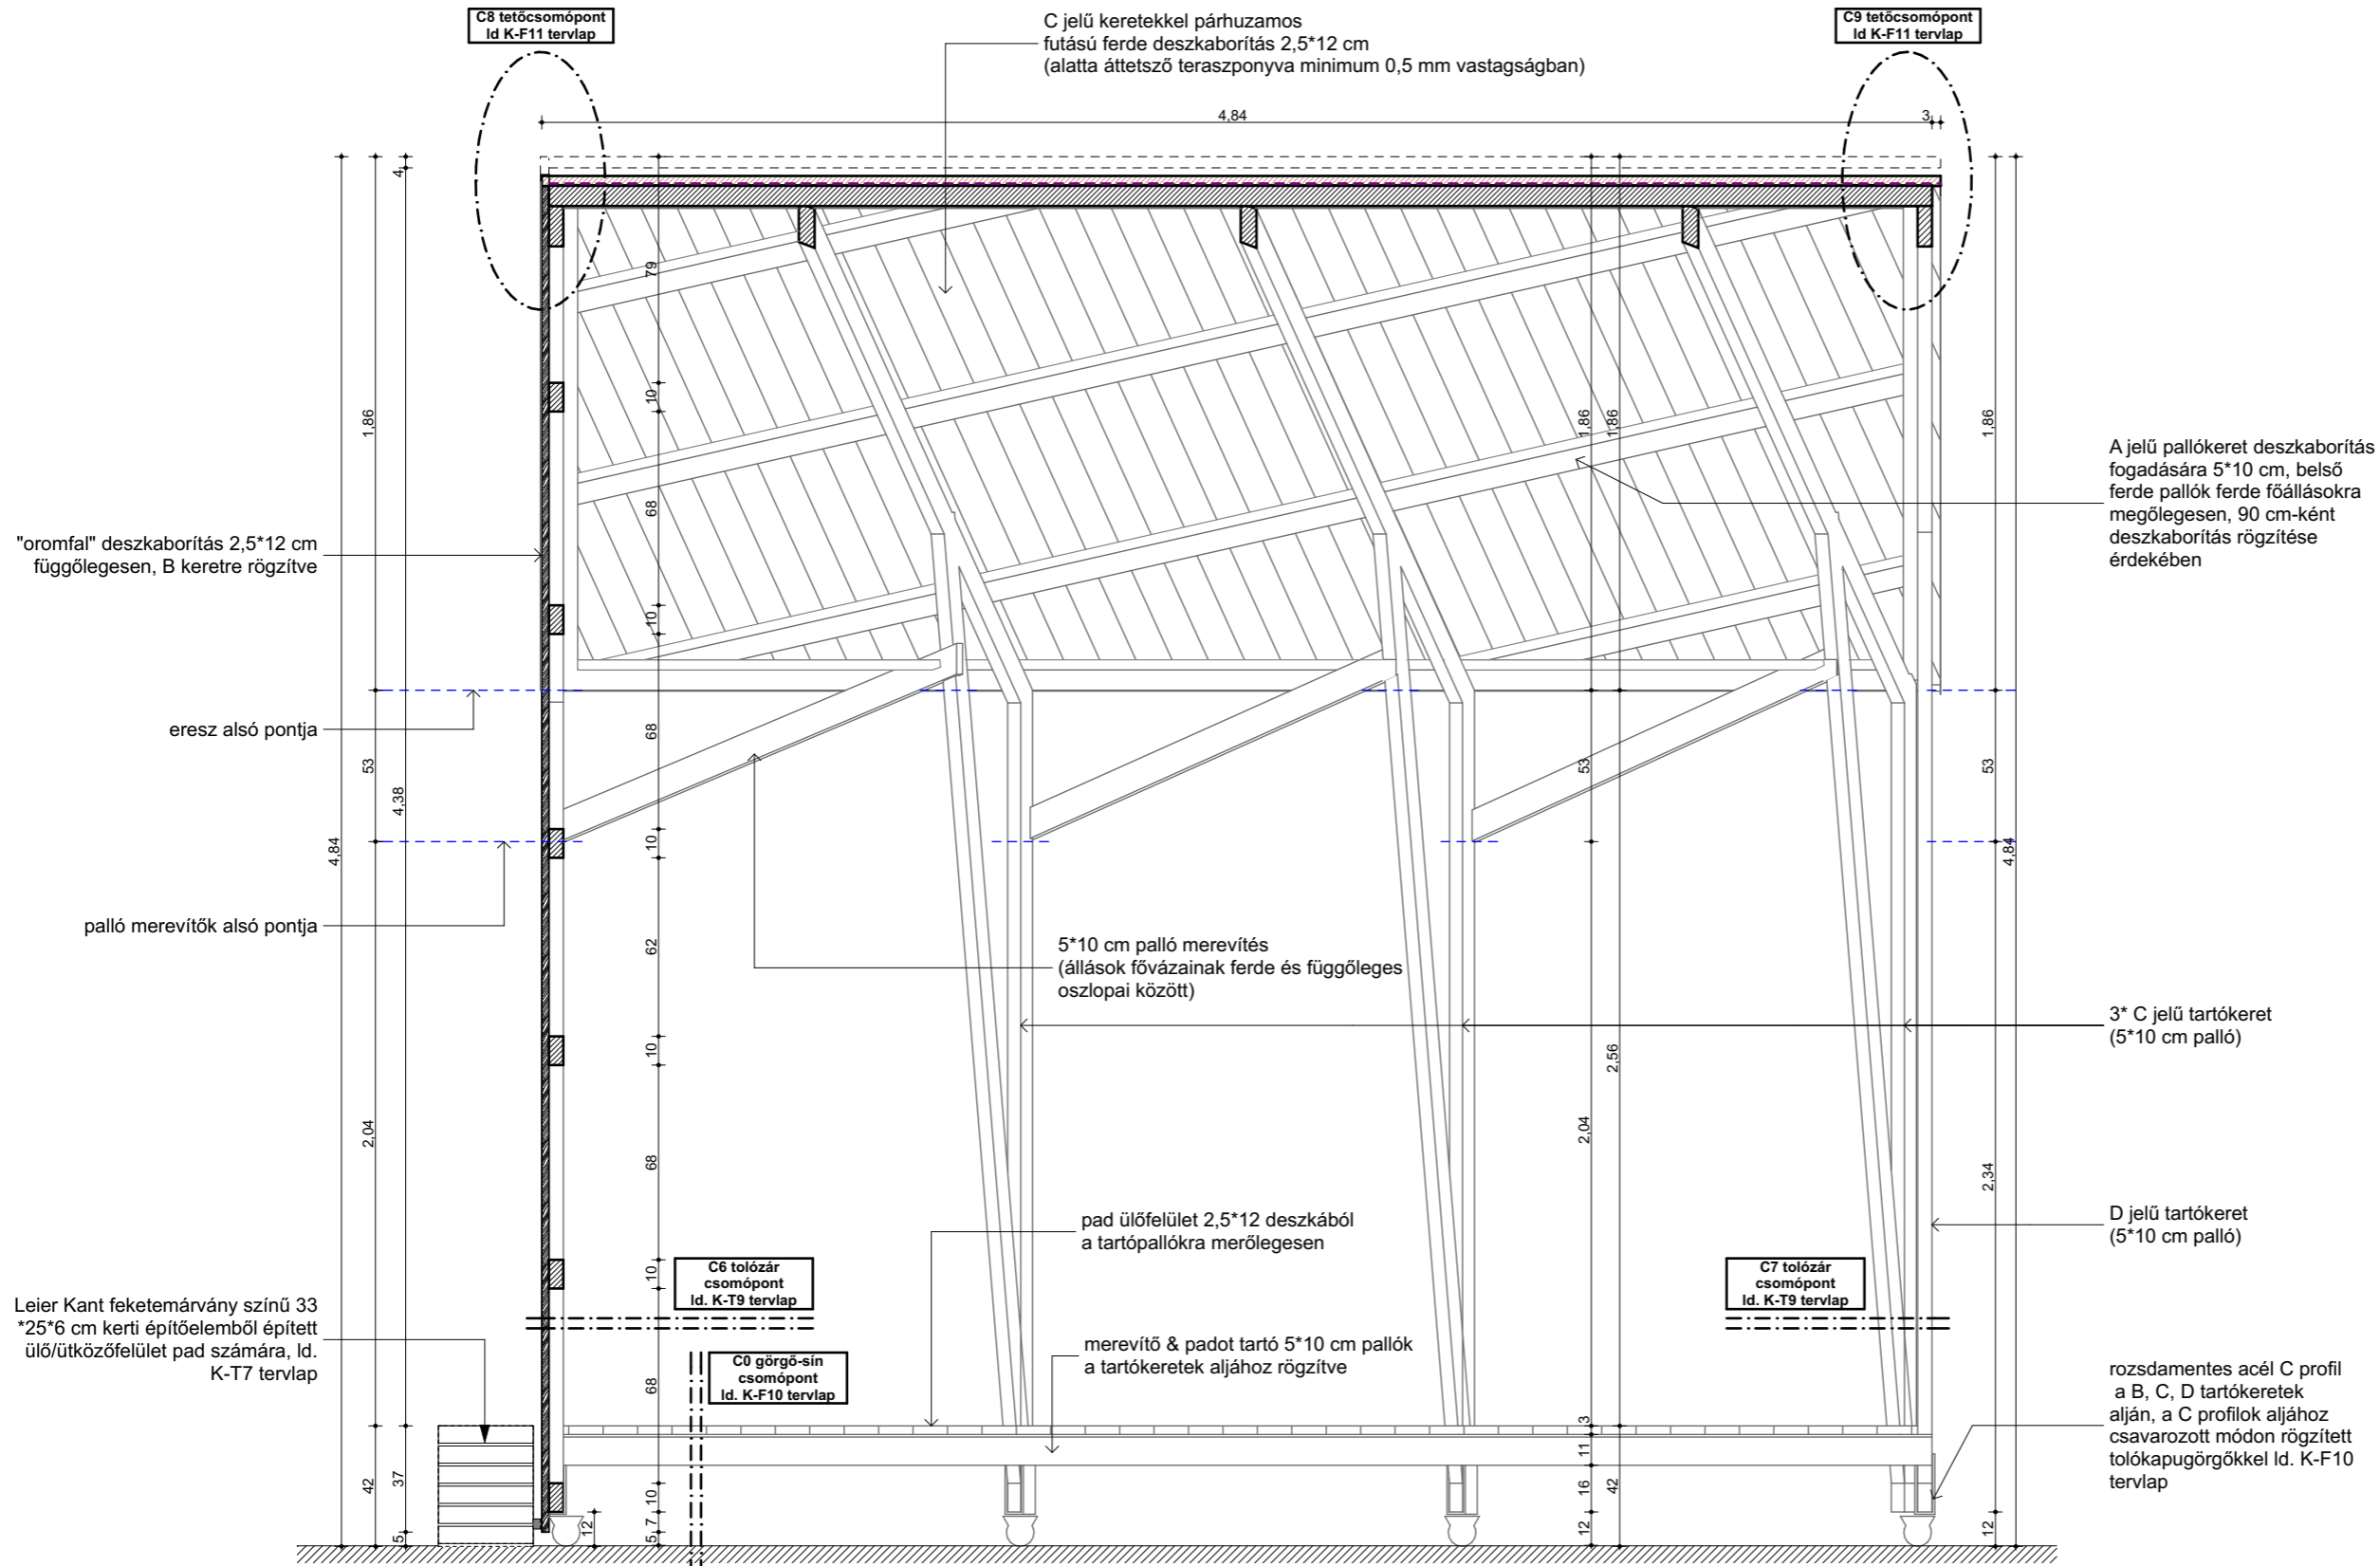 C8 tetőcsomópont
ld K-F11 tervlap
C jelű keretekkel párhuzamos
futású ferde deszkaborítás 2,5*12 cm
(alatta áttetsző teraszponyva minimum 0,5 mm vastagságban)
C9 tetőcsomópont
ld K-F11 tervlap
4,84
3
4
79
10
1,86
1,86
1,86
1,86
A jelű pallókeret deszkaborítás
fogadására 5*10 cm, belső
ferde pallók ferde főállásokra
megőlegesen, 90 cm-ként
deszkaborítás rögzítése
érdekében
68
"oromfal" deszkaborítás 2,5*12 cm
függőlegesen, B keretre rögzítve
10
eresz alsó pontja
68
53
53
53
4,38
4,84
10
4,84
palló merevítők alsó pontja
62
5*10 cm palló merevítés
(állások fővázainak ferde és függőleges
oszlopai között)
3* C jelű tartókeret
(5*10 cm palló)
10
2,56
2,04
68
2,04
2,34
pad ülőfelület 2,5*12 deszkából
a tartópallókra merőlegesen
D jelű tartókeret
(5*10 cm palló)
10
C6 tolózár
csomópont
ld. K-T9 tervlap
C7 tolózár
csomópont
ld. K-T9 tervlap
Leier Kant feketemárvány színű 33
*25*6 cm kerti építőelemből épített
ülő/ütközőfelület pad számára, ld.
K-T7 tervlap
merevítő & padot tartó 5*10 cm pallók
a tartókeretek aljához rögzítve
C0 görgő-sín
csomópont
ld. K-F10 tervlap
68
rozsdamentes acél C profil
a B, C, D tartókeretek
alján, a C profilok aljához
csavarozott módon rögzített
tolókapugörgőkkel ld. K-F10
tervlap
3
11
42
37
10
16
42
5
12
7
5
12
12